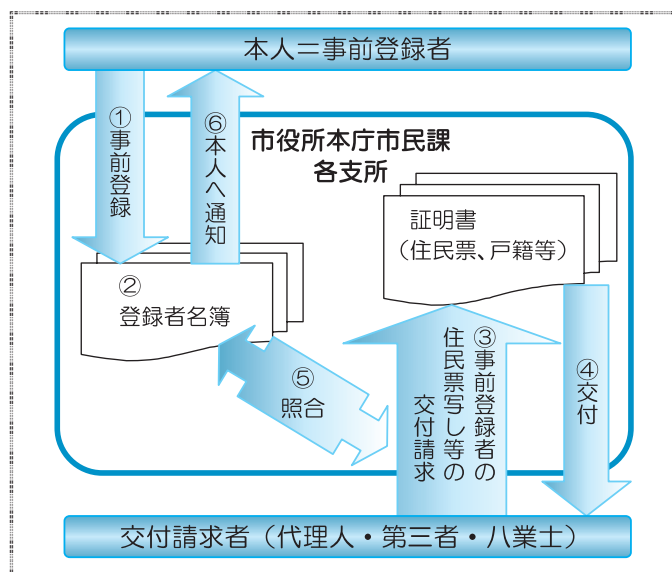 本人=事前登録者
①事前登録
⑥本人へ通知
市役所本庁市民課
各支所
証明書
(住民票、戸籍等)
②
登録者名簿
⑤
照合
③事前登録者の
住民票写し等の
交付請求
④交付
交付請求者(代理人・第三者・八業士)